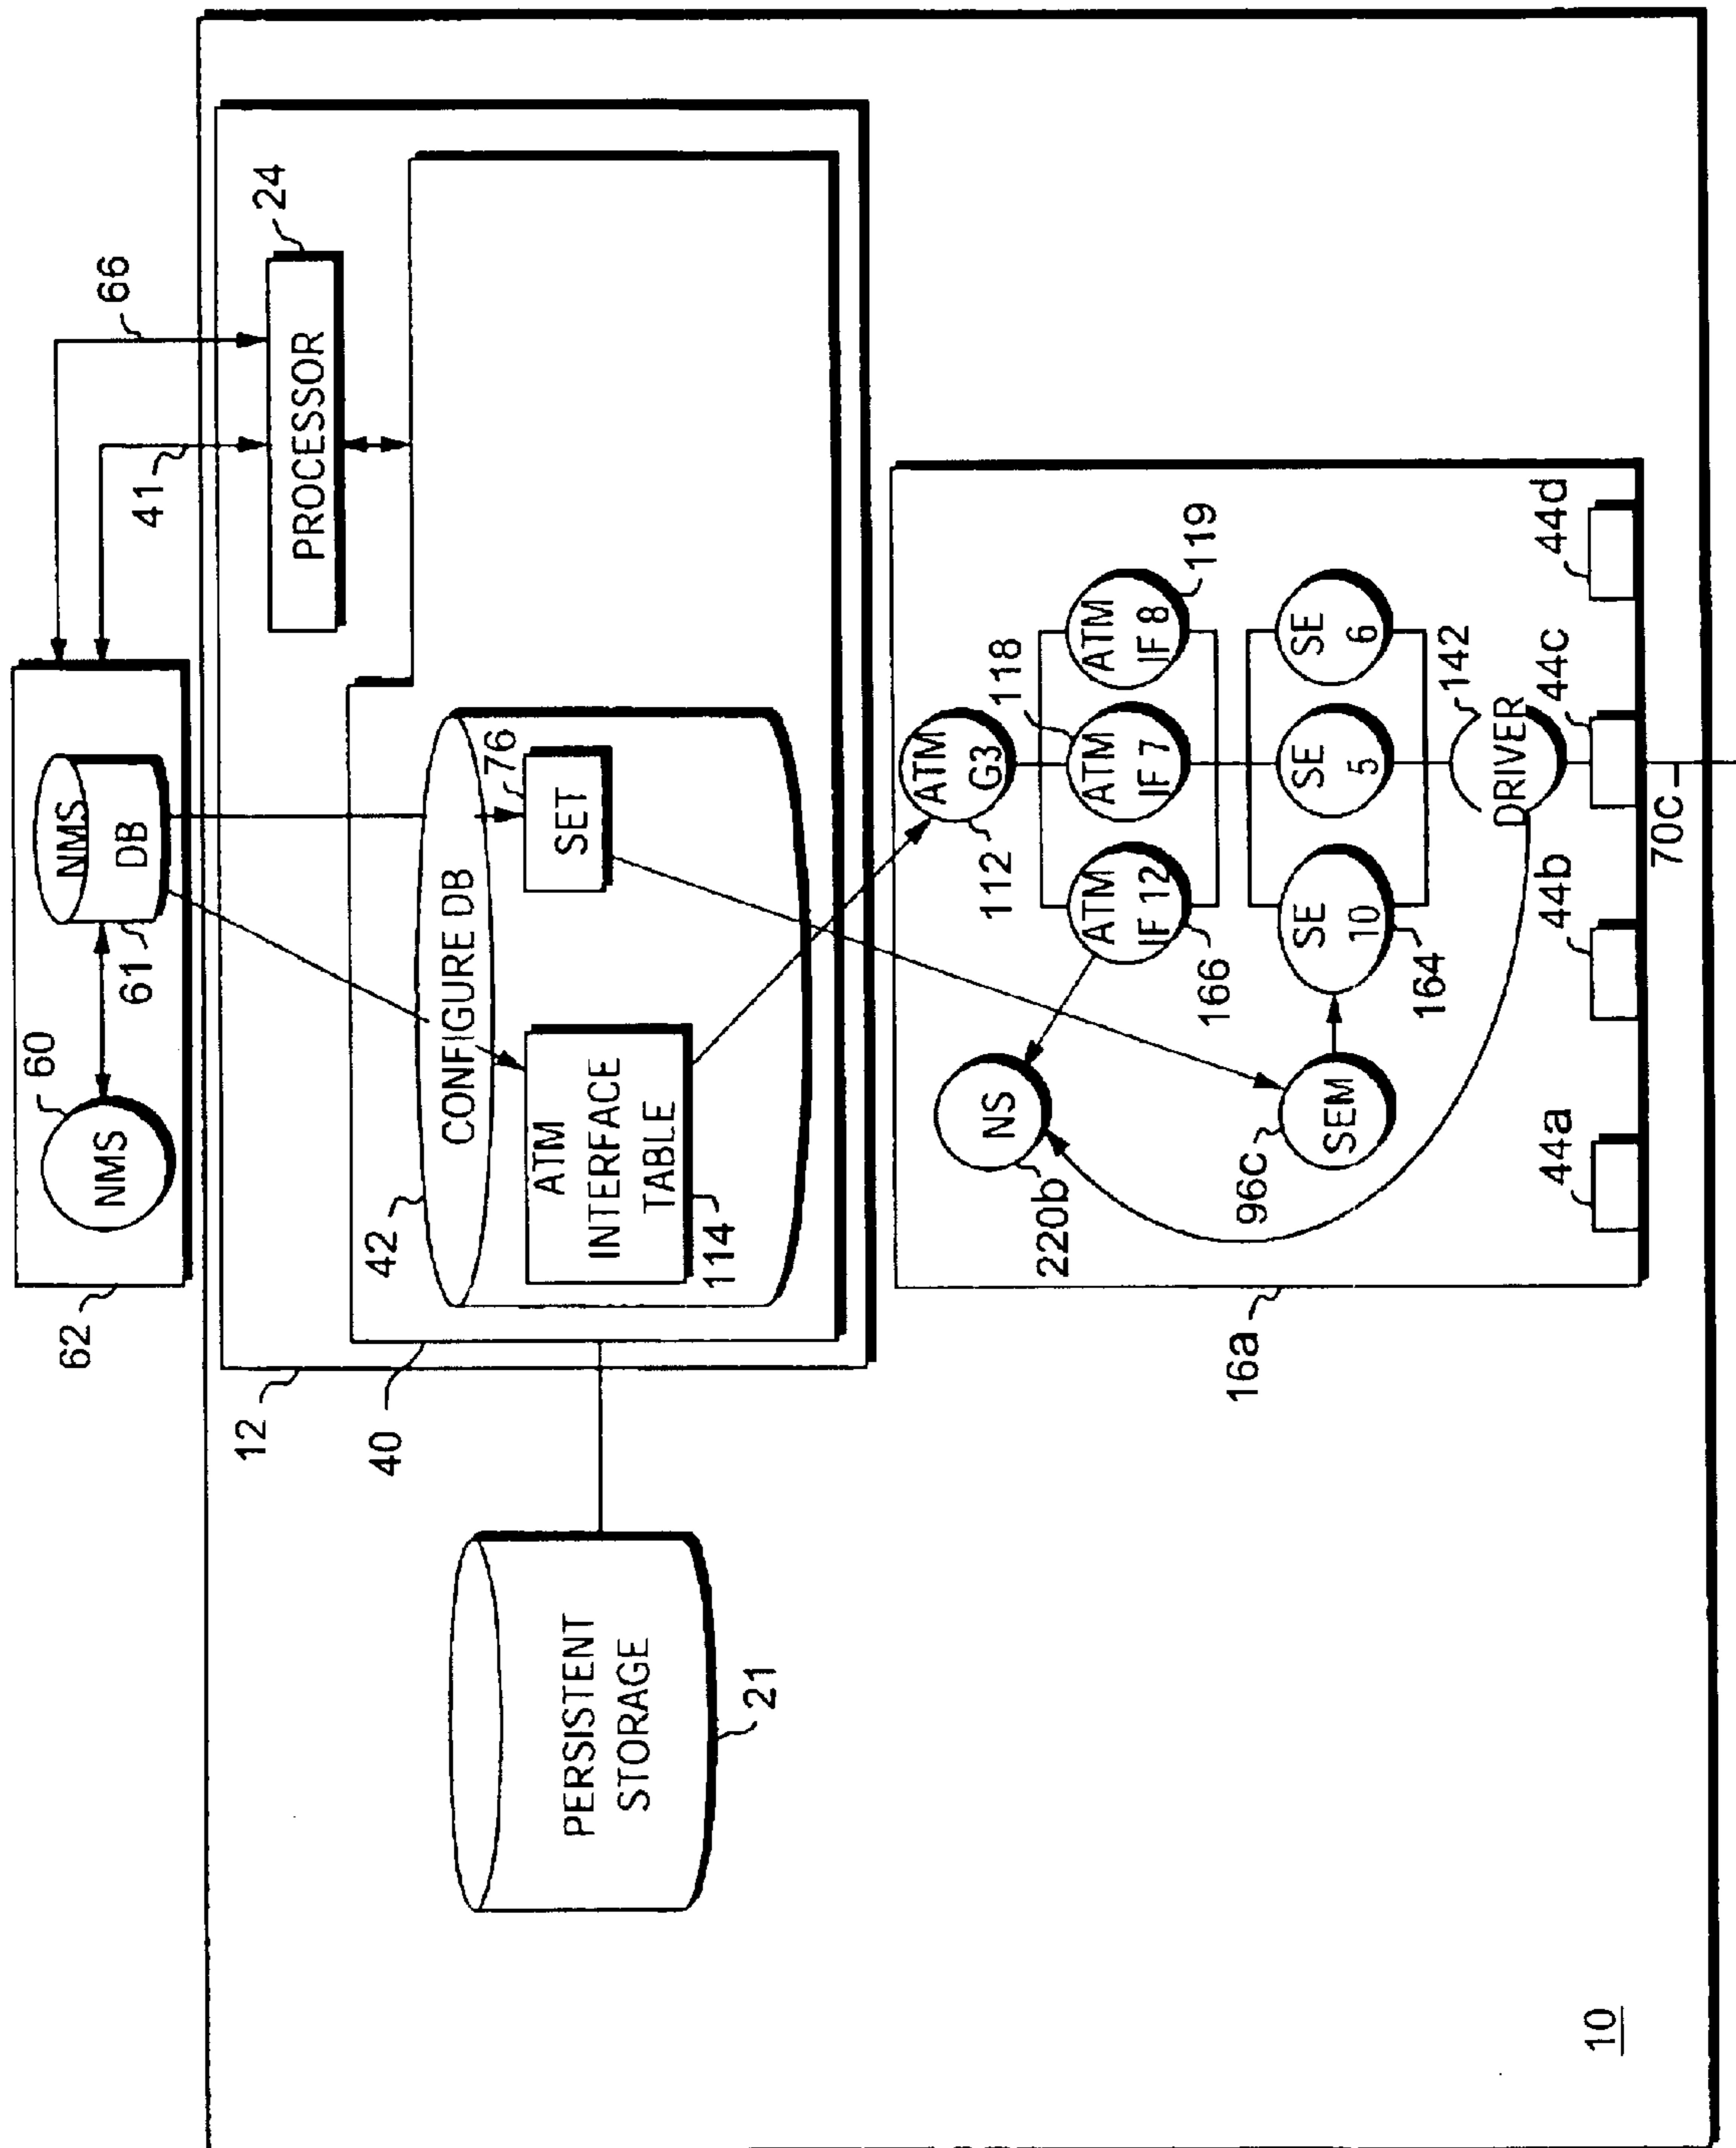 62
60
NMS
61
NMS
DB
66
41
12
PROCESSOR
24
40
42
CONFIGURE DB
ATM
INTERFACE
TABLE
114
SET
76
PERSISTENT
STORAGE
21
16a
NS
220b
ATM
G3
112
ATM
IF 12
166
ATM
IF 7
118
ATM
IF 8
119
SEM
96c
SE
10
164
SE
5
SE
6
DRIVER
142
44a
44b
44c
44d
70c
10